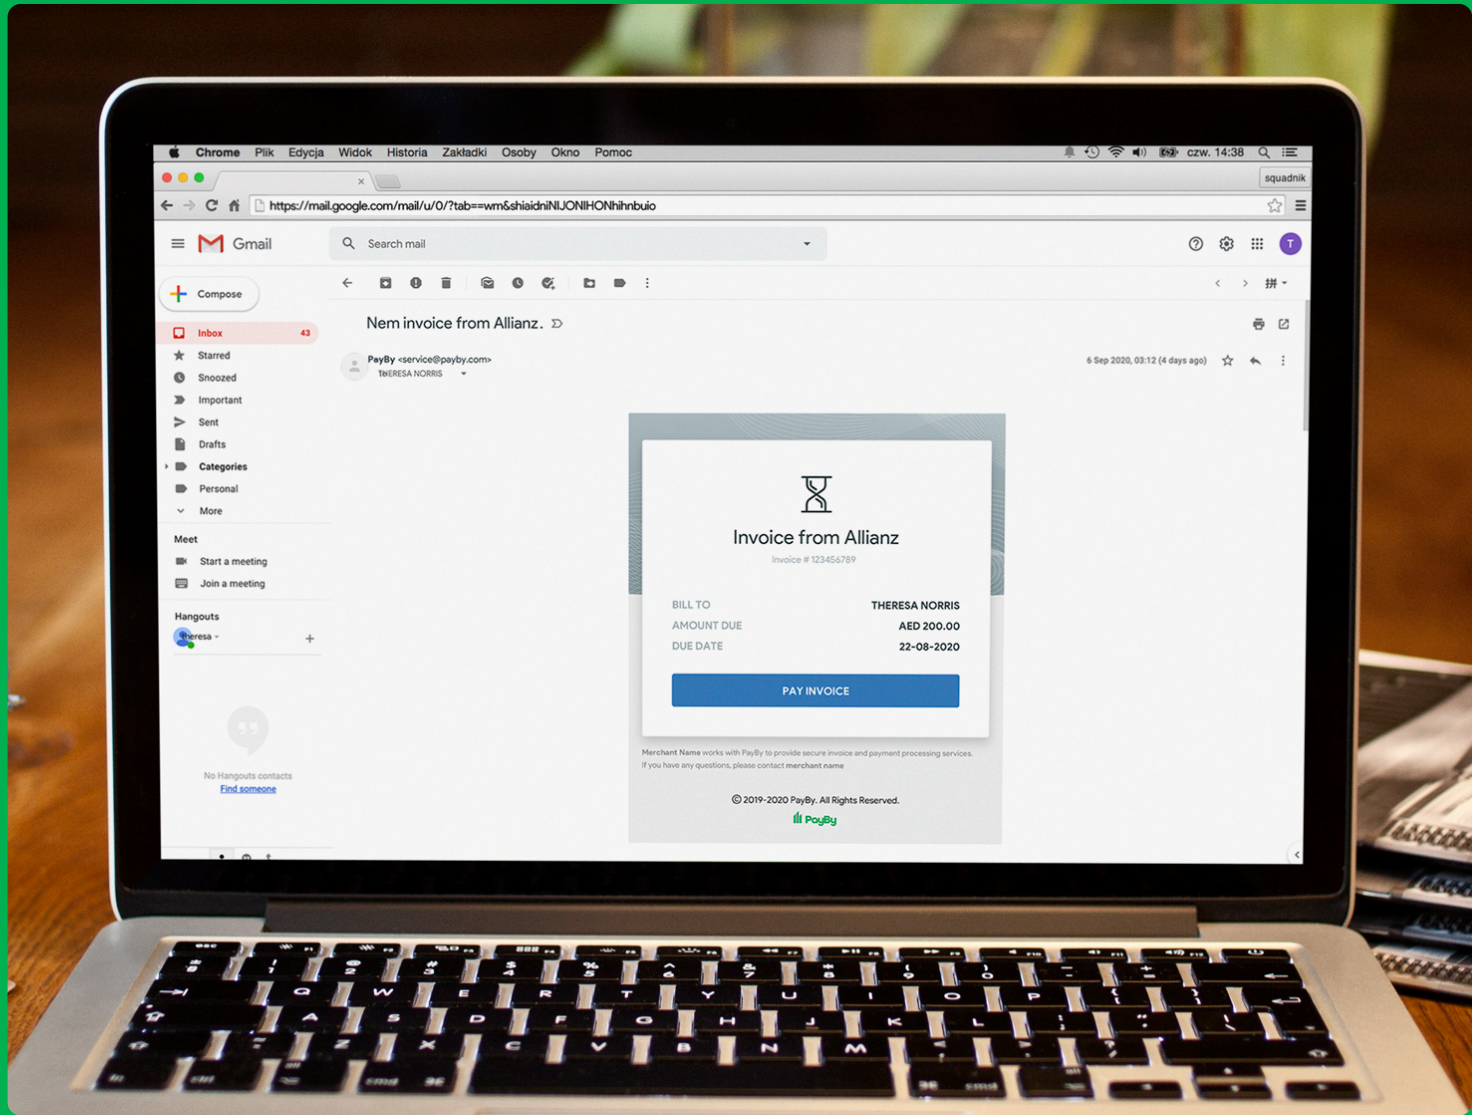 Chrome Plik Edycja Widok Historia Zakładki Osoby Okno Pomoc czw. 14:38
squadnik
https://mail.google.com/mail/u/0/?tab==wm&shiaidniNIJONIHONhihnbuio
Gmail Search mail T
Compose
Nem invoice from Allianz.
Inbox 43
PayBy <service@payby.com> 6 Sep 2020, 03:12 (4 days ago)
THERESA NORRIS
Starred
Snoozed
Important
Sent
Drafts
Categories
Personal
More
Meet
Start a meeting
Join a meeting
Hangouts
No Hangouts contacts
Find someone
Invoice from Allianz
Invoice # 123456789
BILL TO THERESA NORRIS
AMOUNT DUE AED 200.00
DUE DATE 22-08-2020
PAY INVOICE
Merchant Name works with PayBy to provide secure invoice and payment processing services.
If you have any questions, please contact merchant name
© 2019-2020 PayBy. All Rights Reserved.
PayBy
esc
Q W E R T Y U I O P
A S D F G H J K L
Z X C V B N M